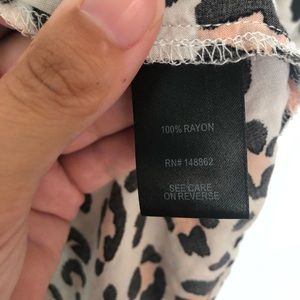 100% RAYON
RN# 148862
SEE CARE
ON REVERSE